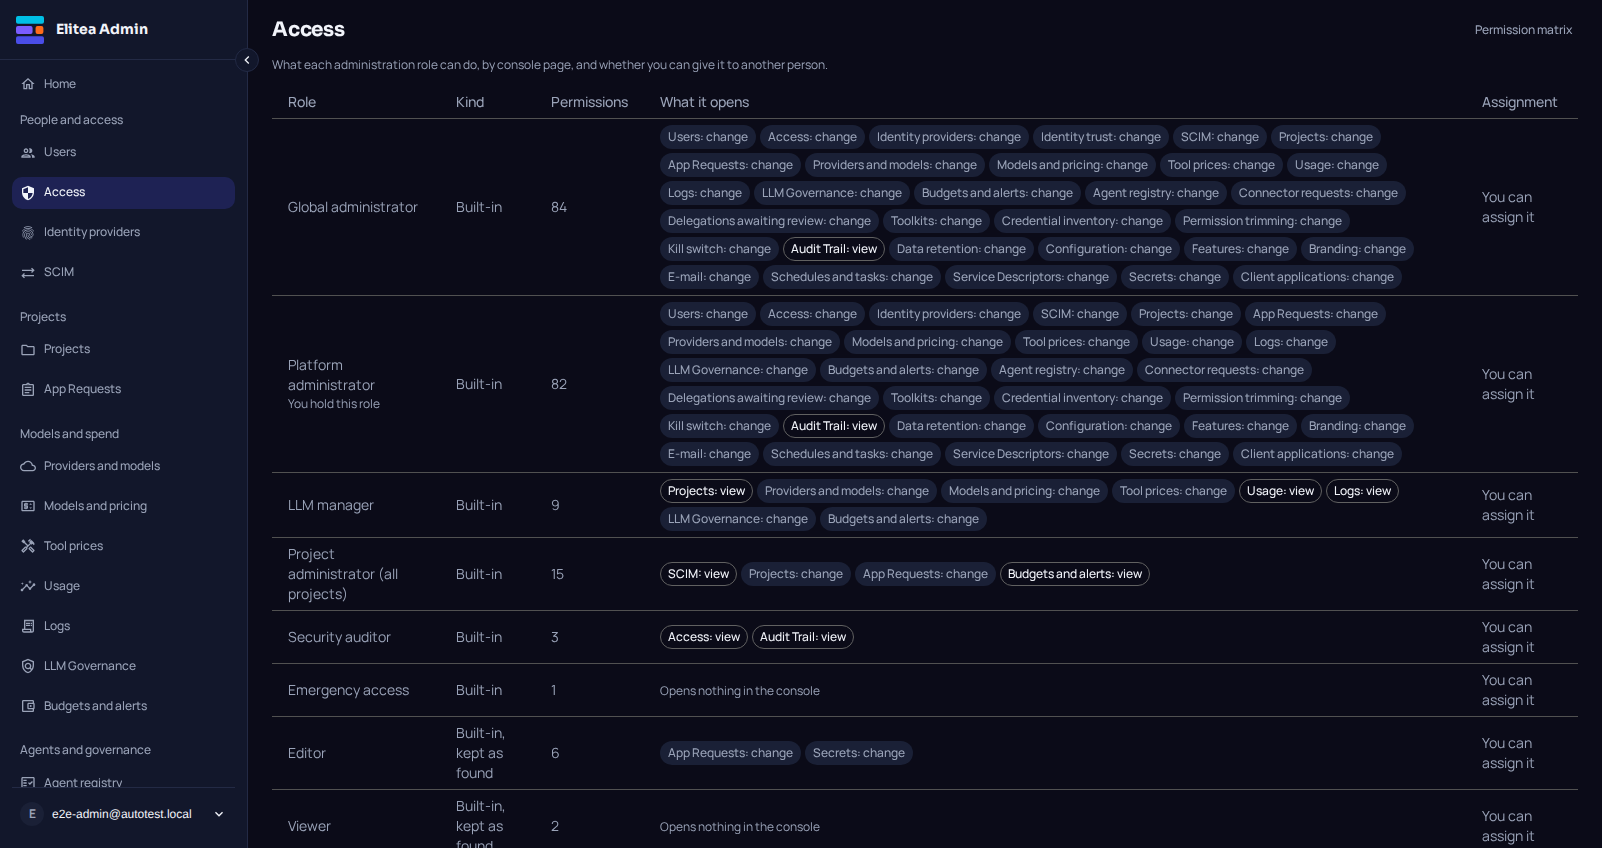 Elitea Admin
Home
People and access
Users
Access
Identity providers
SCIM
Projects
Projects
App Requests
Models and spend
Providers and models
Models and pricing
Tool prices
Usage
Logs
LLM Governance
Budgets and alerts
Agents and governance
Agent registry
E e2e-admin@autotest.local
Access
Permission matrix
What each administration role can do, by console page, and whether you can give it to another person.
Role Kind Permissions What it opens Assignment
Global administrator Built-in 84
Users: change Access: change Identity providers: change Identity trust: change SCIM: change Projects: change
App Requests: change Providers and models: change Models and pricing: change Tool prices: change Usage: change
Logs: change LLM Governance: change Budgets and alerts: change Agent registry: change Connector requests: change
Delegations awaiting review: change Toolkits: change Credential inventory: change Permission trimming: change
Kill switch: change Audit Trail: view Data retention: change Configuration: change Features: change Branding: change
E-mail: change Schedules and tasks: change Service Descriptors: change Secrets: change Client applications: change
You can
assign it
Platform
administrator
You hold this role
Built-in 82
Users: change Access: change Identity providers: change SCIM: change Projects: change App Requests: change
Providers and models: change Models and pricing: change Tool prices: change Usage: change Logs: change
LLM Governance: change Budgets and alerts: change Agent registry: change Connector requests: change
Delegations awaiting review: change Toolkits: change Credential inventory: change Permission trimming: change
Kill switch: change Audit Trail: view Data retention: change Configuration: change Features: change Branding: change
E-mail: change Schedules and tasks: change Service Descriptors: change Secrets: change Client applications: change
You can
assign it
LLM manager Built-in 9
Projects: view Providers and models: change Models and pricing: change Tool prices: change Usage: view Logs: view
LLM Governance: change Budgets and alerts: change
You can
assign it
Project
administrator (all
projects)
Built-in 15
SCIM: view Projects: change App Requests: change Budgets and alerts: view
You can
assign it
Security auditor Built-in 3
Access: view Audit Trail: view
You can
assign it
Emergency access Built-in 1
Opens nothing in the console
You can
assign it
Editor
Built-in,
kept as
found
6
App Requests: change Secrets: change
You can
assign it
Viewer
Built-in,
kept as
found
2
Opens nothing in the console
You can
assign it